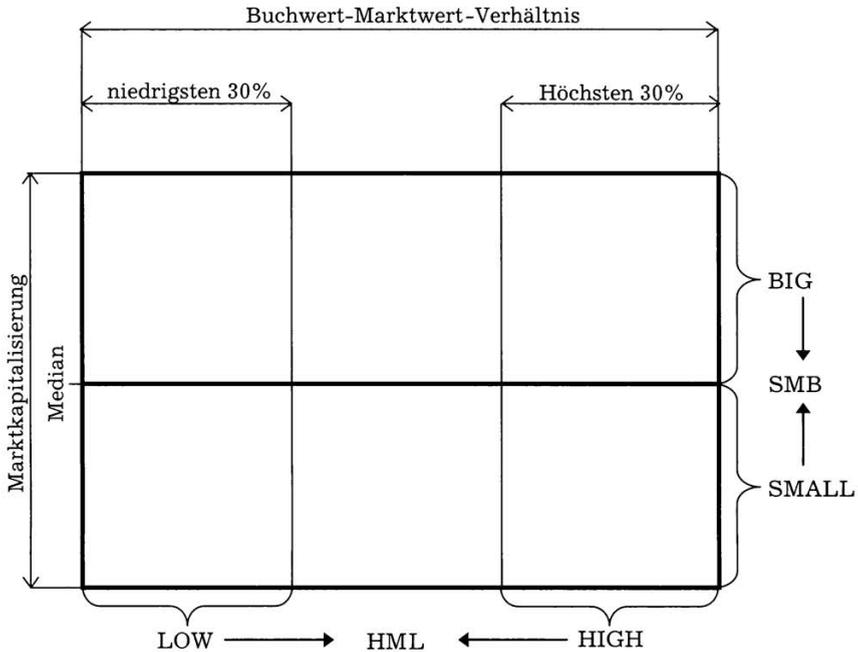 Buchwert-Marktwert-Verhältnis
niedrigsten 30%
Höchsten 30%
Marktkapitalisierung
Median
BIG
SMB
SMALL
LOW
HML
HIGH